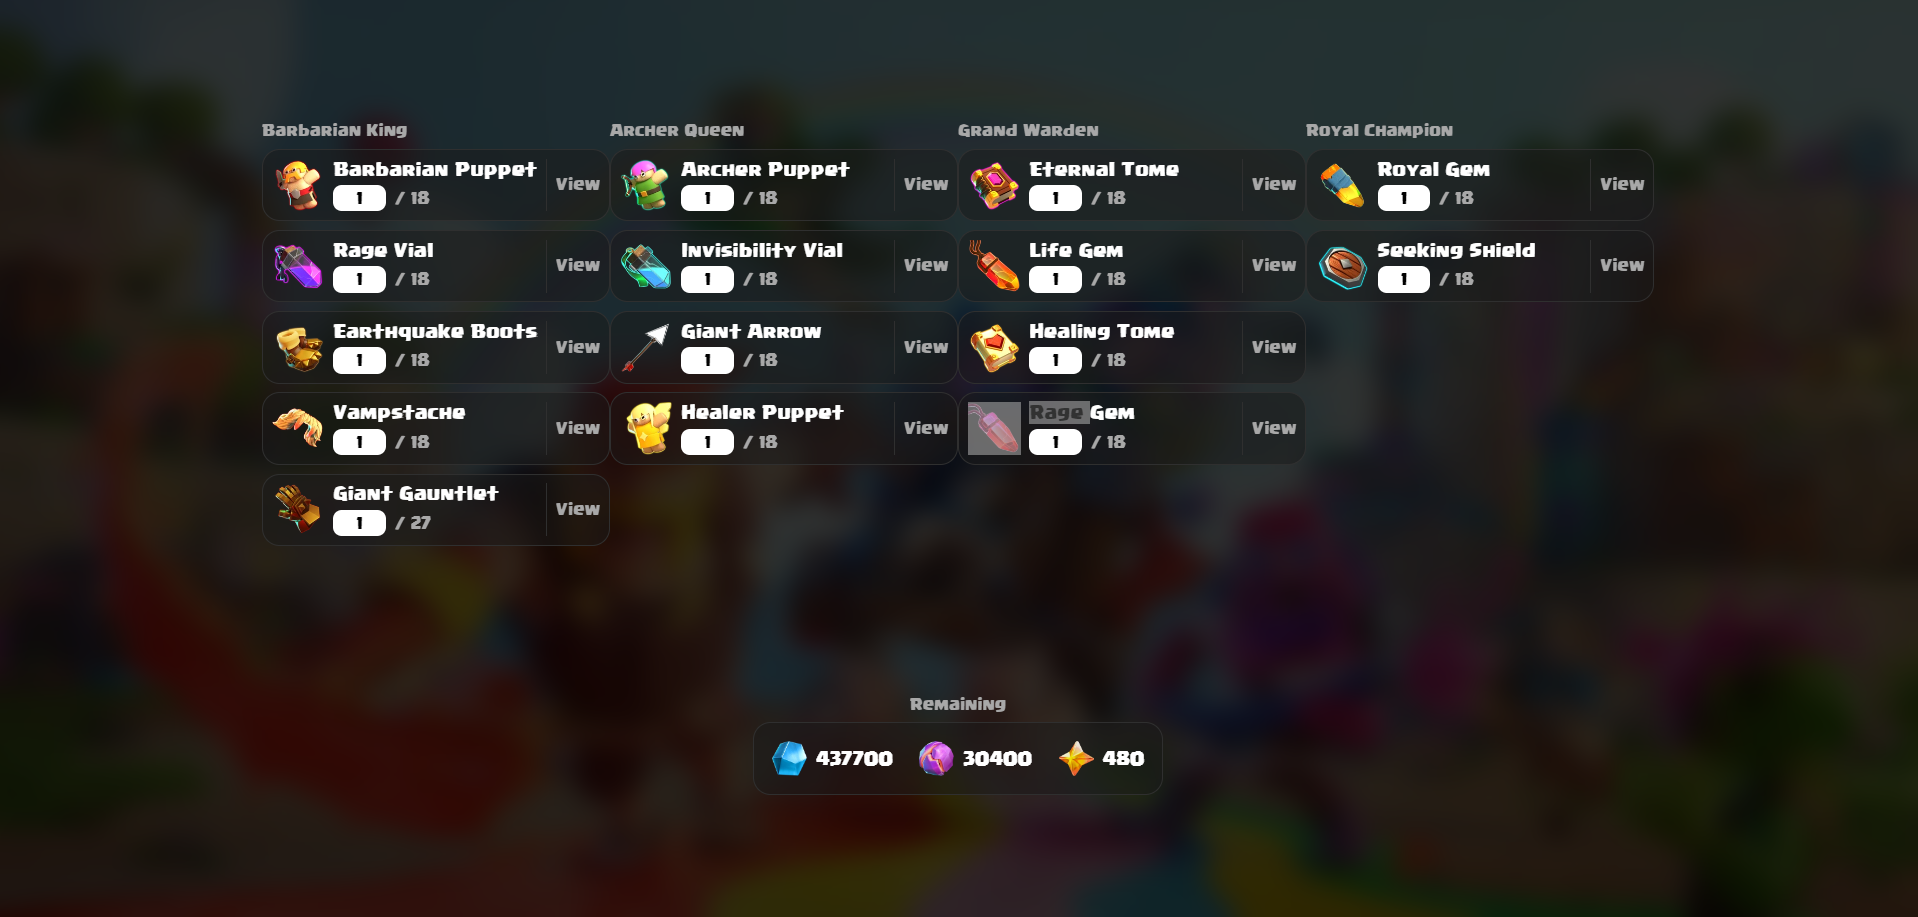 Barbarian King
Barbarian Puppet
1 / 18
View
Rage Vial
1 / 18
View
Earthquake Boots
1 / 18
View
Vampstache
1 / 18
View
Giant Gauntlet
1 / 27
View
Archer Queen
Archer Puppet
1 / 18
View
Invisibility Vial
1 / 18
View
Giant Arrow
1 / 18
View
Healer Puppet
1 / 18
View
Grand Warden
Eternal Tome
1 / 18
View
Life Gem
1 / 18
View
Healing Tome
1 / 18
View
Rage Gem
1 / 18
View
Royal Champion
Royal Gem
1 / 18
View
Seeking Shield
1 / 18
View
Remaining
437700 30400 480